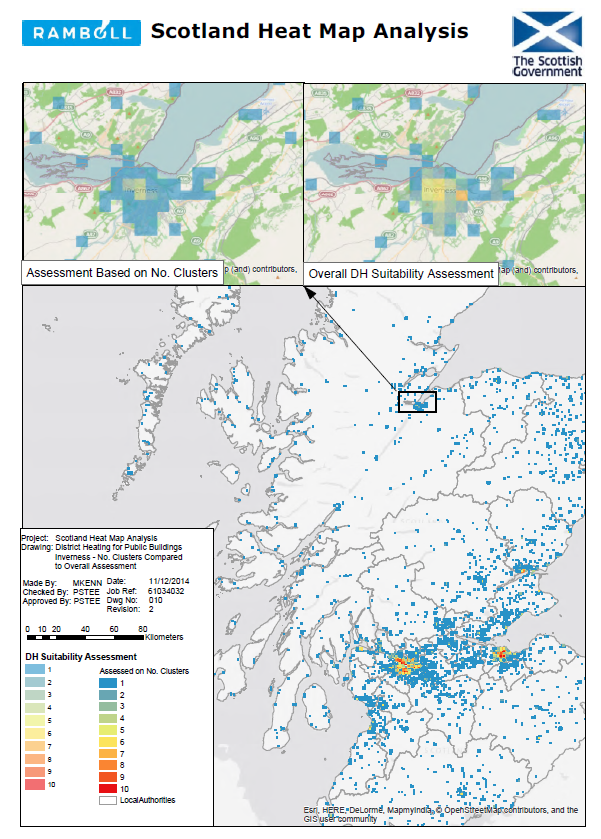 RAMBOLL
Scotland Heat Map Analysis
The Scottish
Government
Assessment Based on No. Clusters
p (and) contributors,
Overall DH Suitability Assessment
ap (and) contributors,
Project: Scotland Heat Map Analysis
Drawing: District Heating for Public Buildings
Inverness - No. Clusters Compared
to Overall Assessment
Made By: MKENN Date: 11/12/2014
Checked By: PSTEE Job Ref: 61034032
Approved By: PSTEE Dwg No: 010
Revision: 2
0 10 20 40 60 80
Kilometers
DH Suitability Assessment
Assessed on No. Clusters
1 1
2 2
3 3
4 4
5 5
6 6
7 7
8 8
9 9
10 10
LocalAuthorities
Esri, HERE, DeLorme, MapmyIndia, © OpenStreetMap contributors, and the
GIS user community